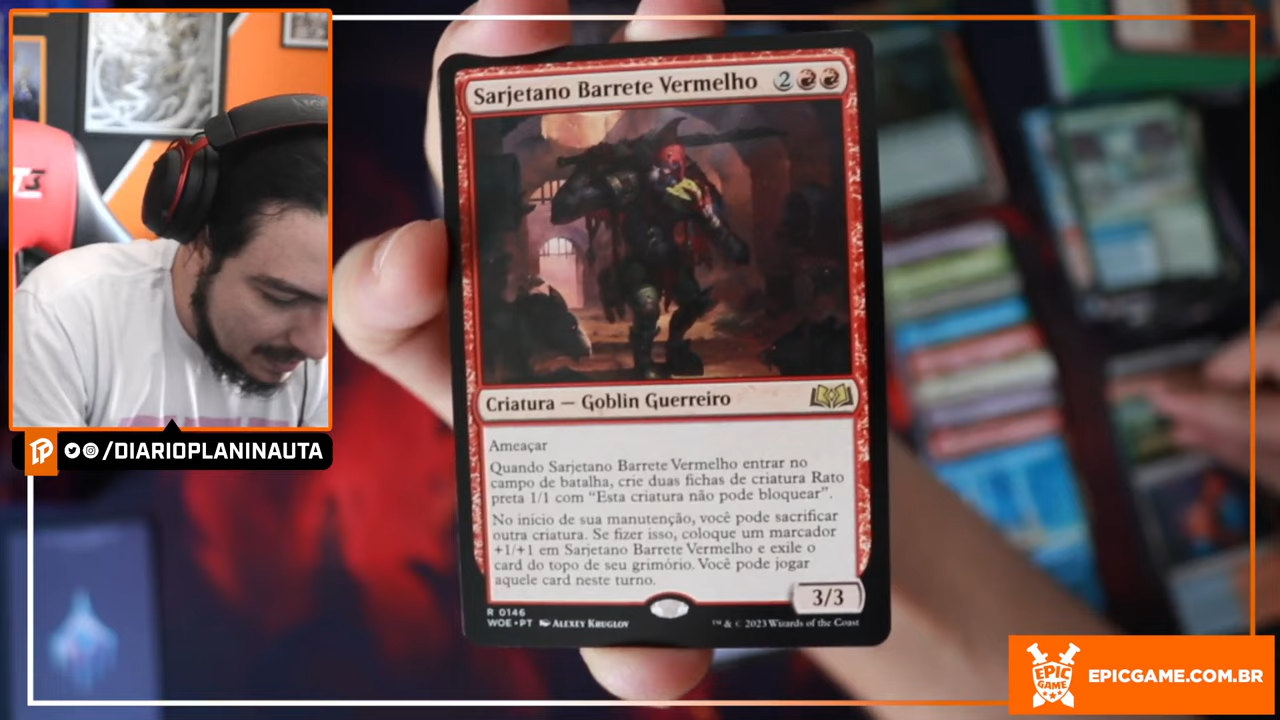 Sarjetano Barrete Vermelho 2
Criatura — Goblin Guerreiro
Ameaçar
Quando Sarjetano Barrete Vermelho entrar no
campo de batalha, crie duas fichas de criatura Rato
preta 1/1 com “Esta criatura não pode bloquear”.
No início de sua manutenção, você pode sacrificar
outra criatura. Se fizer isso, coloque um marcador
+1/+1 em Sarjetano Barrete Vermelho e exile o
card do topo de seu grimório. Você pode jogar
aquele card neste turno.
3/3
R 0146
WOE • PT ALEXEY KRUGLOV
™ & © 2023 Wizards of the Coast
/DIARIOPLANINAUTA
EPIC
GAME
EPICGAME.COM.BR